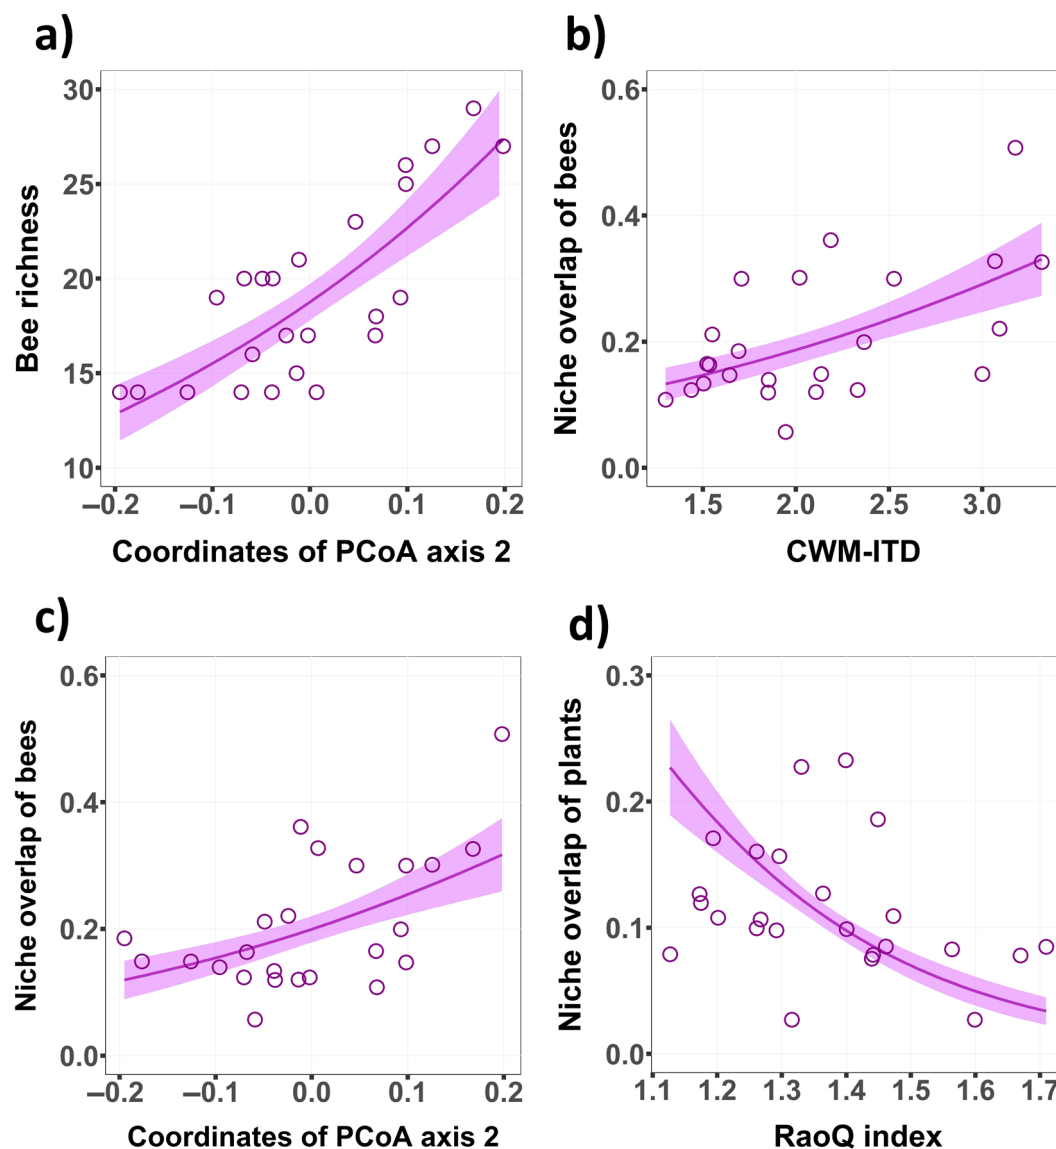 a)
30
25
20
15
10
Bee richness
−0.2 −0.1 0.0 0.1 0.2
Coordinates of PCoA axis 2
b)
0.6
0.4
0.2
0.0
Niche overlap of bees
1.5 2.0 2.5 3.0
CWM-ITD
c)
0.6
0.4
0.2
0.0
Niche overlap of bees
−0.2 −0.1 0.0 0.1 0.2
Coordinates of PCoA axis 2
d)
0.3
0.2
0.1
0.0
Niche overlap of plants
1.1 1.2 1.3 1.4 1.5 1.6 1.7
RaoQ index